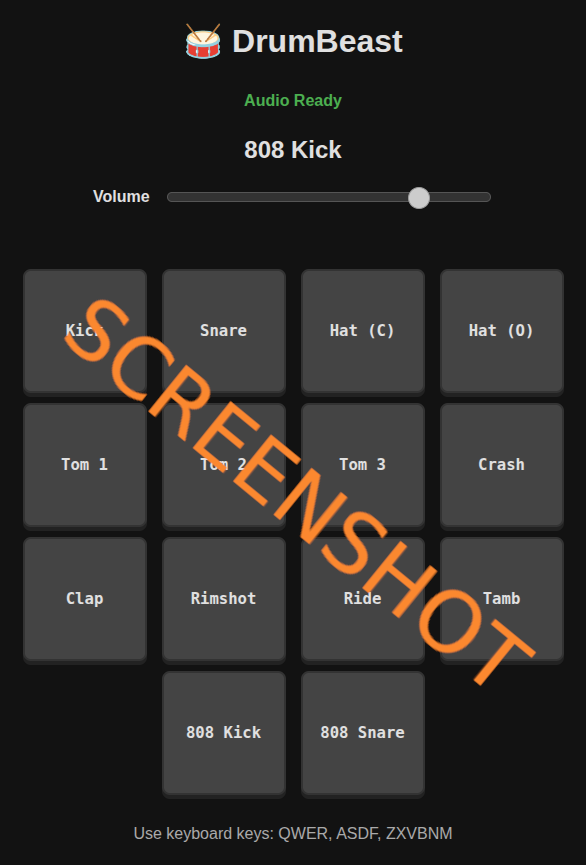 DrumBeast
Audio Ready
808 Kick
Volume
Kick Snare Hat (C) Hat (O)
Tom 1 Tom 2 Tom 3 Crash
Clap Rimshot Ride Tamb
808 Kick 808 Snare
SCREENSHOT
Use keyboard keys: QWER, ASDF, ZXVBNM